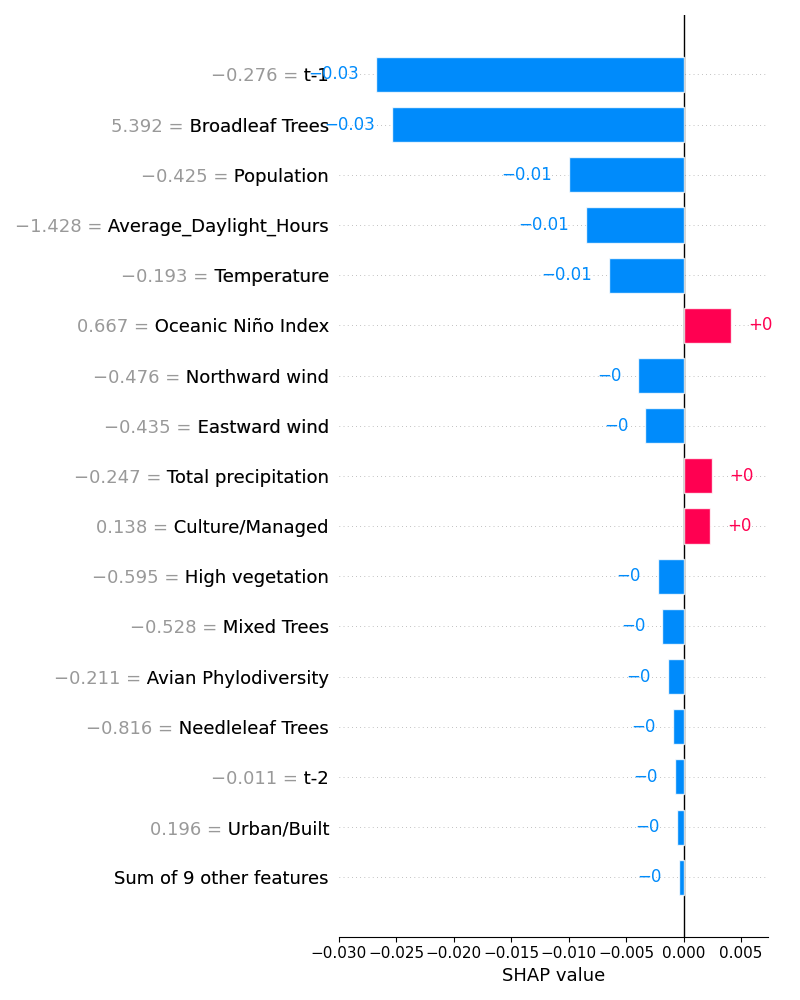 −0.276 = t-1 −0.03
5.392 = Broadleaf Trees −0.03
−0.425 = Population −0.01
−1.428 = Average_Daylight_Hours −0.01
−0.193 = Temperature −0.01
0.667 = Oceanic Niño Index +0
−0.476 = Northward wind −0
−0.435 = Eastward wind −0
−0.247 = Total precipitation +0
0.138 = Culture/Managed +0
−0.595 = High vegetation −0
−0.528 = Mixed Trees −0
−0.211 = Avian Phylodiversity −0
−0.816 = Needleleaf Trees −0
−0.011 = t-2 −0
0.196 = Urban/Built −0
Sum of 9 other features −0
−0.030 −0.025 −0.020 −0.015 −0.010 −0.005 0.000 0.005
SHAP value